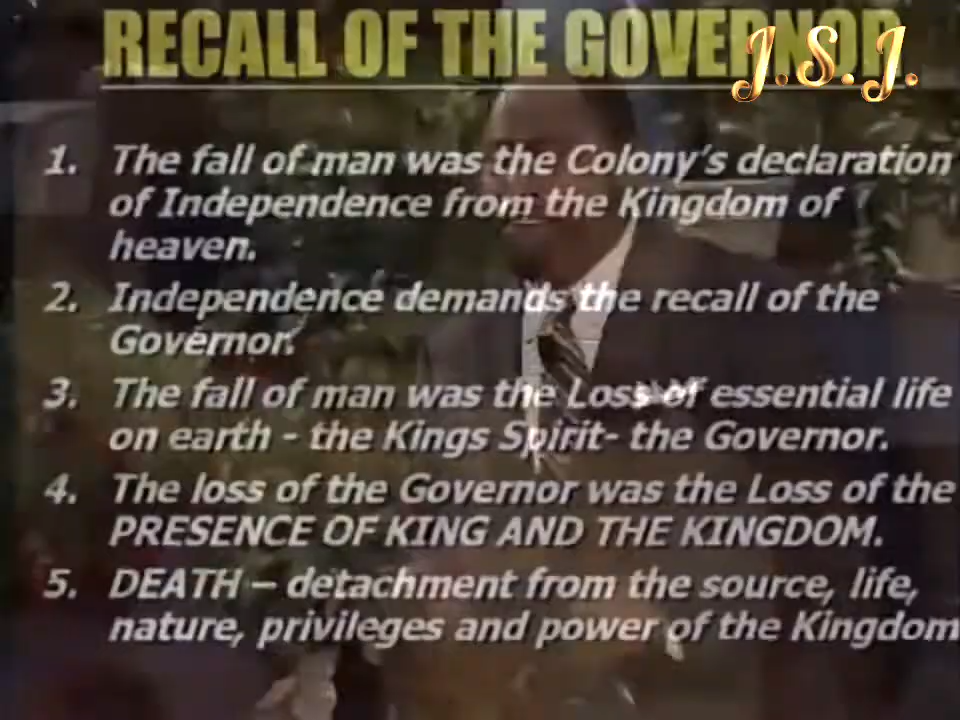 RECALL OF THE GOVERNOR
J.S.J.
1. The fall of man was the Colony's declaration
of Independence from the Kingdom of
heaven.
2. Independence demands the recall of the
Governor.
3. The fall of man was the Loss of essential life
on earth - the Kings Spirit- the Governor.
4. The loss of the Governor was the Loss of the
PRESENCE OF KING AND THE KINGDOM.
5. DEATH – detachment from the source, life,
nature, privileges and power of the Kingdom